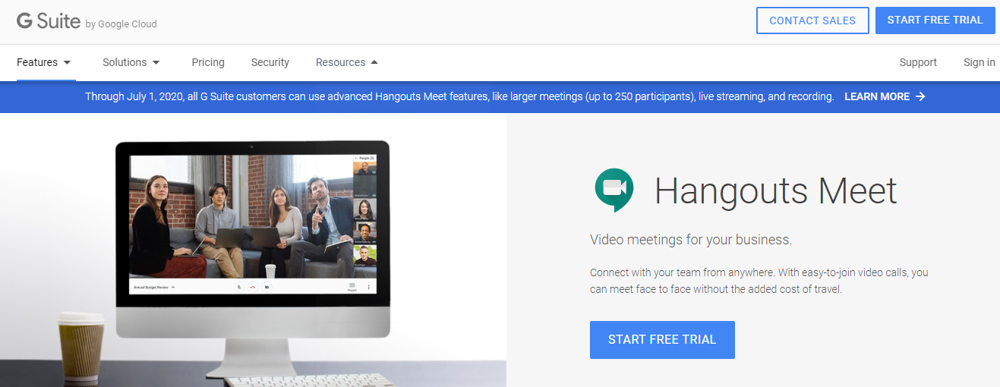 G Suite by Google Cloud
CONTACT SALES
START FREE TRIAL
Features
Solutions
Pricing
Security
Resources
Support
Sign in
Through July 1, 2020, all G Suite customers can use advanced Hangouts Meet features, like larger meetings (up to 250 participants), live streaming, and recording. LEARN MORE
People (5)
Annual Budget Review
Present
Hangouts Meet
Video meetings for your business.
Connect with your team from anywhere. With easy-to-join video calls, you
can meet face to face without the added cost of travel.
START FREE TRIAL